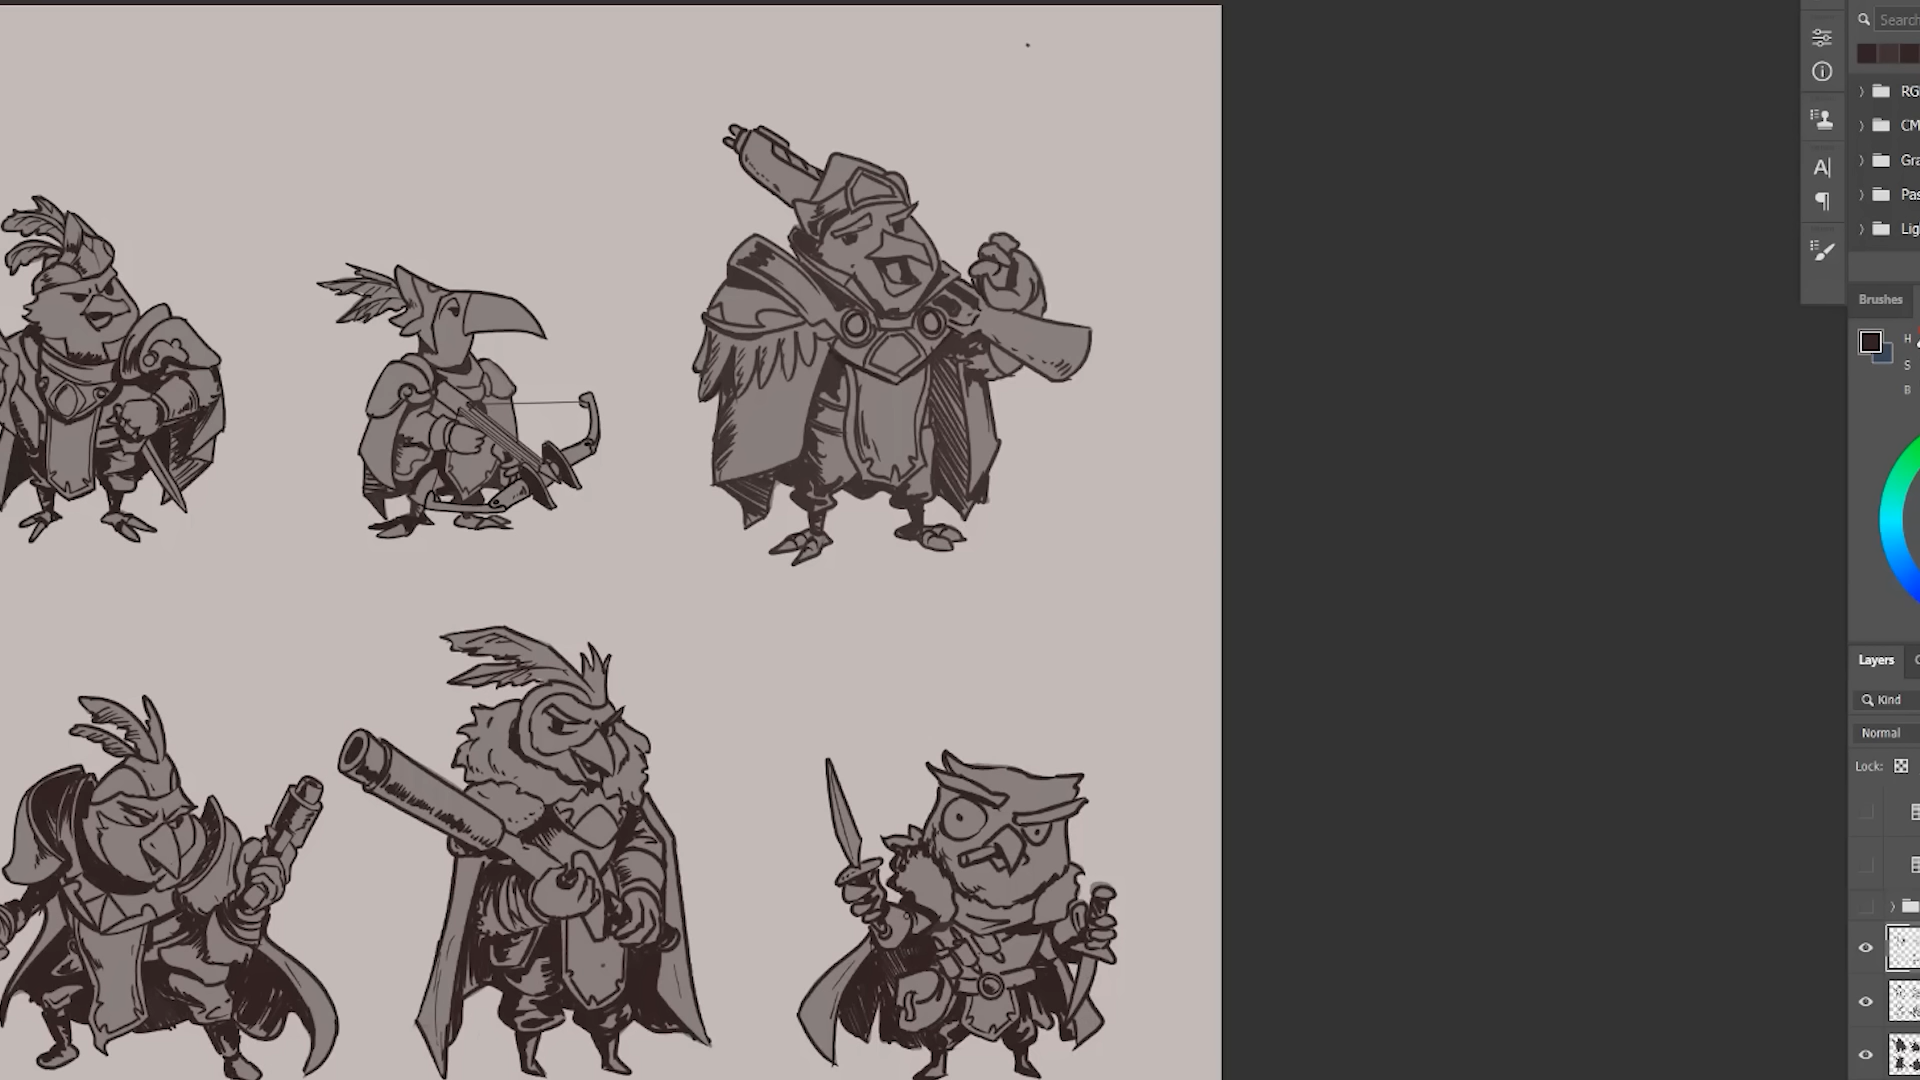 Search
RG
CM
Gra
Pas
Lig
Brushes
H
S
B
Layers
Kind
Normal
Lock: